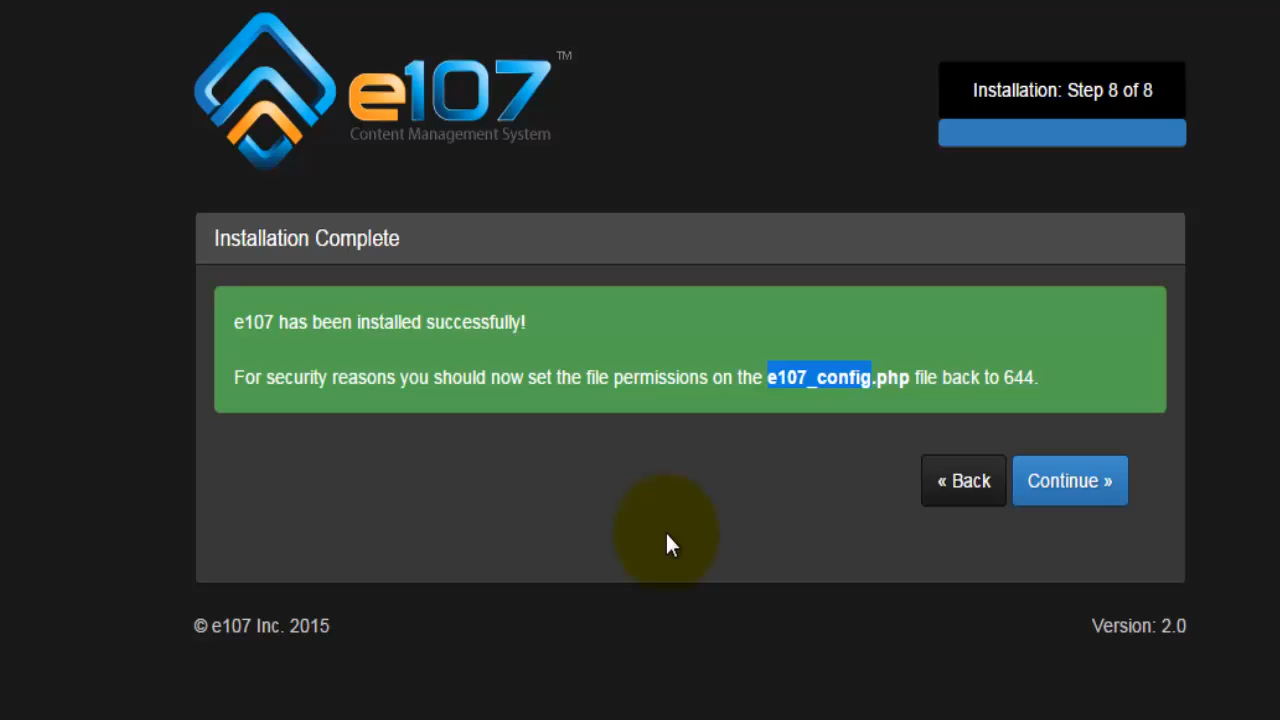 e107 ™
Content Management System
Installation: Step 8 of 8
Installation Complete
e107 has been installed successfully!
For security reasons you should now set the file permissions on the e107_config.php file back to 644.
« Back
Continue »
© e107 Inc. 2015
Version: 2.0